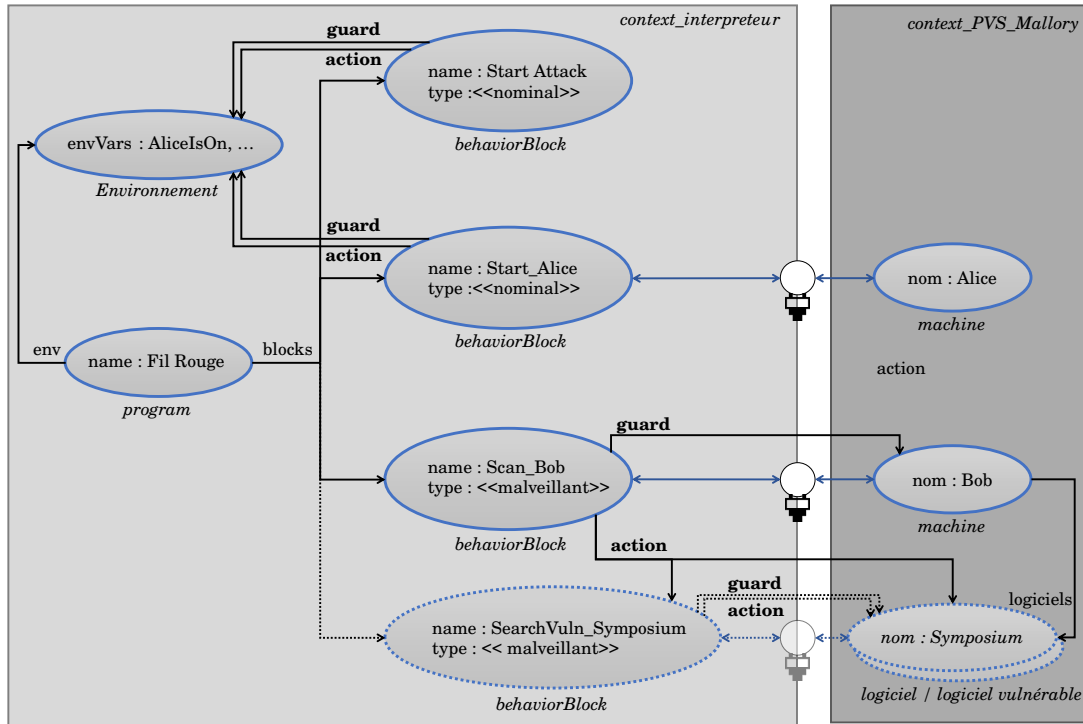 context_interpreteur
context_PVS_Mallory
guard
action
name : Start Attack
type :<<nominal>>
behaviorBlock
envVars : AliceIsOn, ...
Environnement
guard
action
name : Start_Alice
type :<<nominal>>
behaviorBlock
nom : Alice
machine
env
name : Fil Rouge
program
blocks
action
guard
name : Scan_Bob
type : <<malveillant>>
behaviorBlock
nom : Bob
machine
action
guard
action
logiciels
name : SearchVuln_Symposium
type : << malveillant>>
behaviorBlock
nom : Symposium
logiciel / logiciel vulnérable